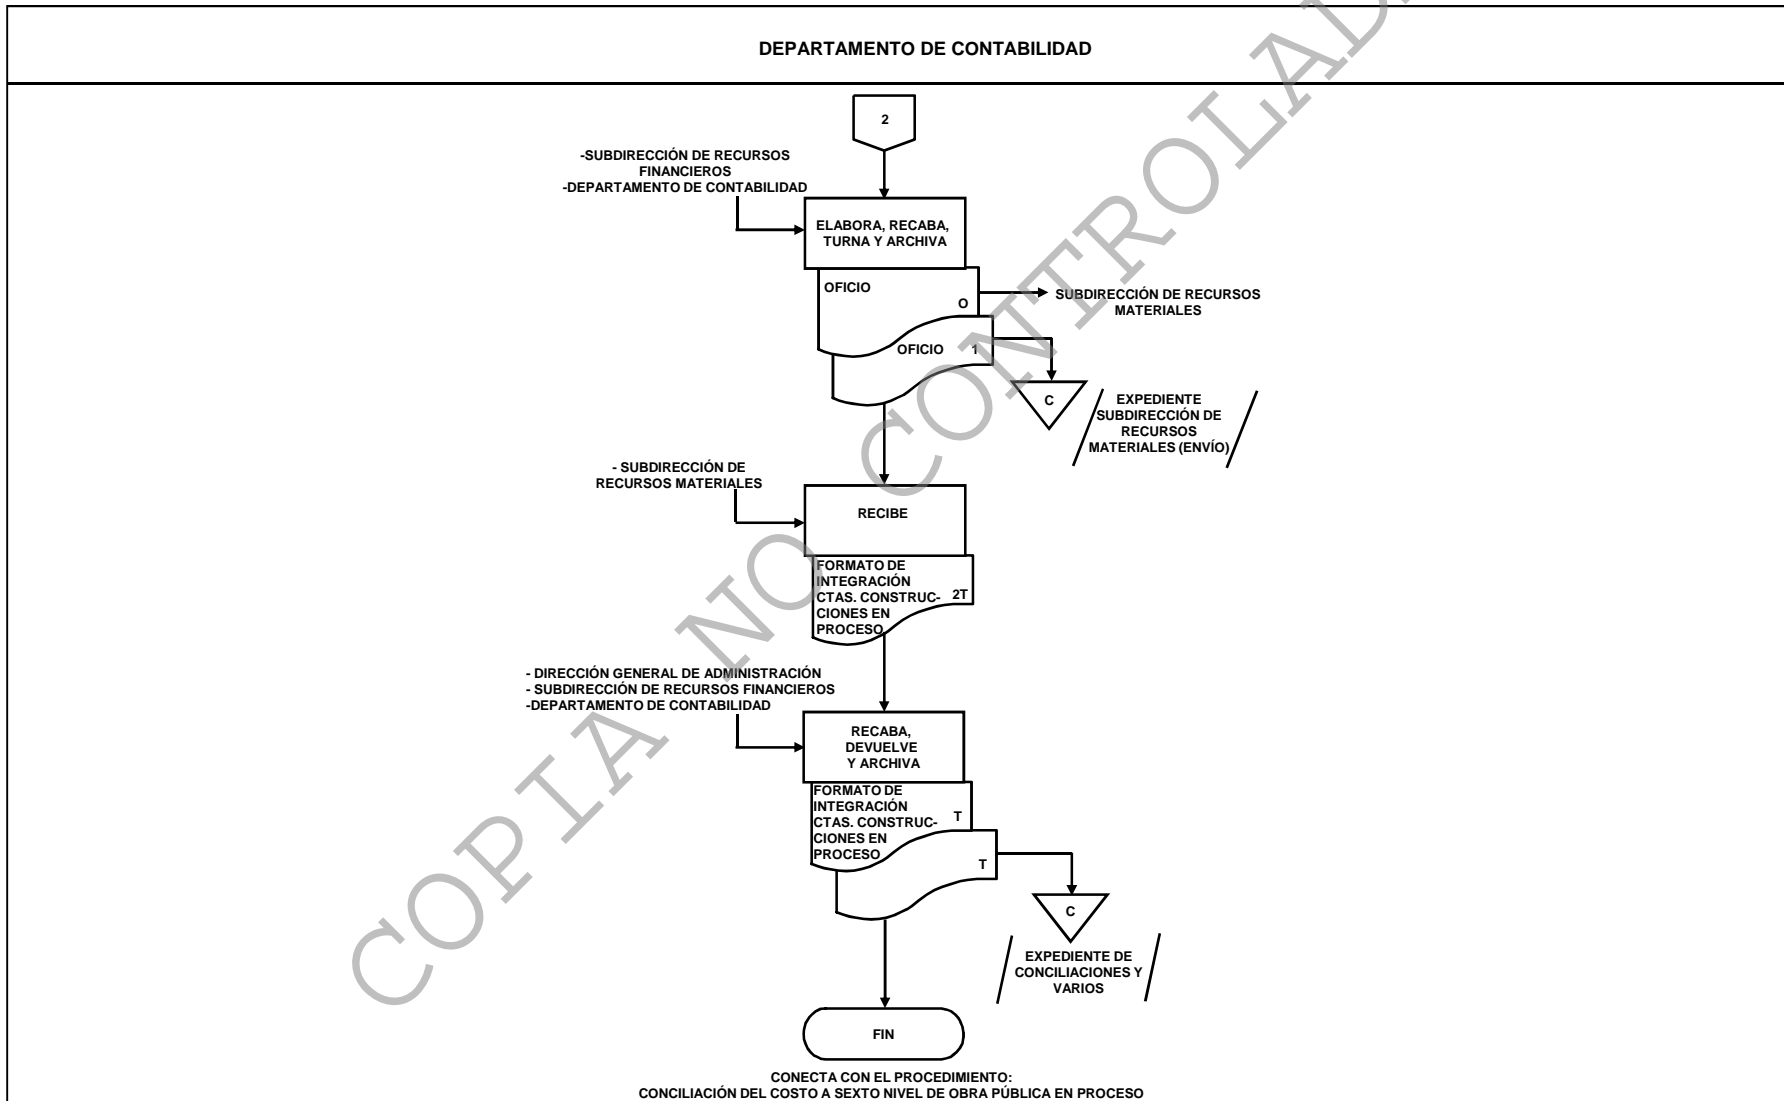 DEPARTAMENTO DE CONTABILIDAD
2
-SUBDIRECCIÓN DE RECURSOS
FINANCIEROS
-DEPARTAMENTO DE CONTABILIDAD
ELABORA, RECABA,
TURNA Y ARCHIVA
OFICIO
O
SUBDIRECCIÓN DE RECURSOS
MATERIALES
OFICIO 1
C
EXPEDIENTE
SUBDIRECCIÓN DE
RECURSOS
MATERIALES (ENVÍO)
- SUBDIRECCIÓN DE
RECURSOS MATERIALES
RECIBE
FORMATO DE
INTEGRACIÓN
CTAS. CONSTRUC-
CIONES EN
PROCESO
2T
- DIRECCIÓN GENERAL DE ADMINISTRACIÓN
- SUBDIRECCIÓN DE RECURSOS FINANCIEROS
-DEPARTAMENTO DE CONTABILIDAD
RECABA,
DEVUELVE
Y ARCHIVA
FORMATO DE
INTEGRACIÓN
CTAS. CONSTRUC-
CIONES EN
PROCESO
T
T
C
EXPEDIENTE DE
CONCILIACIONES Y
VARIOS
FIN
CONECTA CON EL PROCEDIMIENTO:
CONCILIACIÓN DEL COSTO A SEXTO NIVEL DE OBRA PÚBLICA EN PROCESO
COPIA NO CONTROLAD